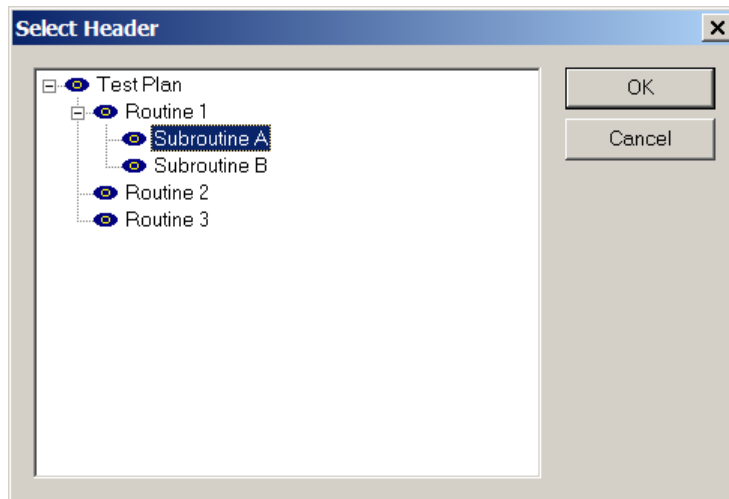 Select Header
Test Plan
Routine 1
Subroutine A
Subroutine B
Routine 2
Routine 3
OK
Cancel